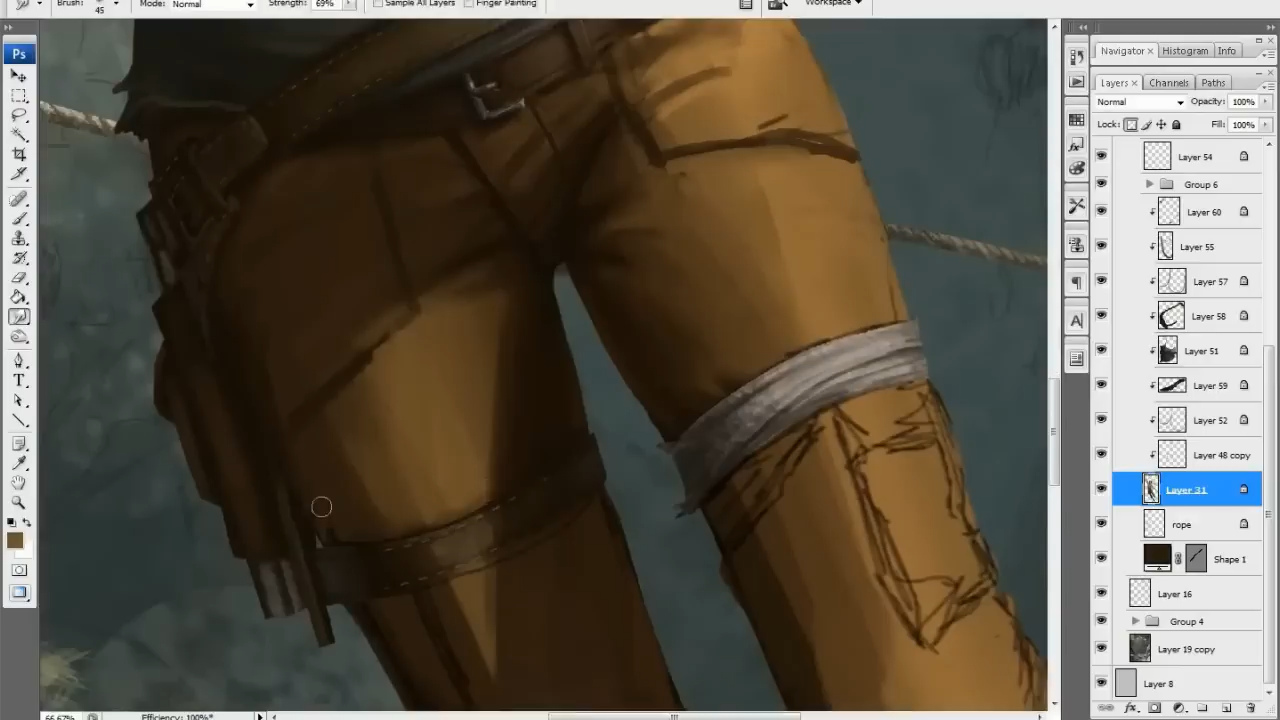 Brush: 45 Mode: Normal Strength: 69% Sample All Layers Finger Painting Workspace
Ps
Navigator × Histogram Info
Layers × Channels Paths
Normal Opacity: 100%
Lock: Fill: 100%
Layer 54
Group 6
Layer 60
Layer 55
Layer 57
Layer 58
Layer 51
Layer 59
Layer 52
Layer 48 copy
Layer 31
rope
Shape 1
Layer 16
Group 4
Layer 19 copy
Layer 8
66.67% Efficiency: 100%*